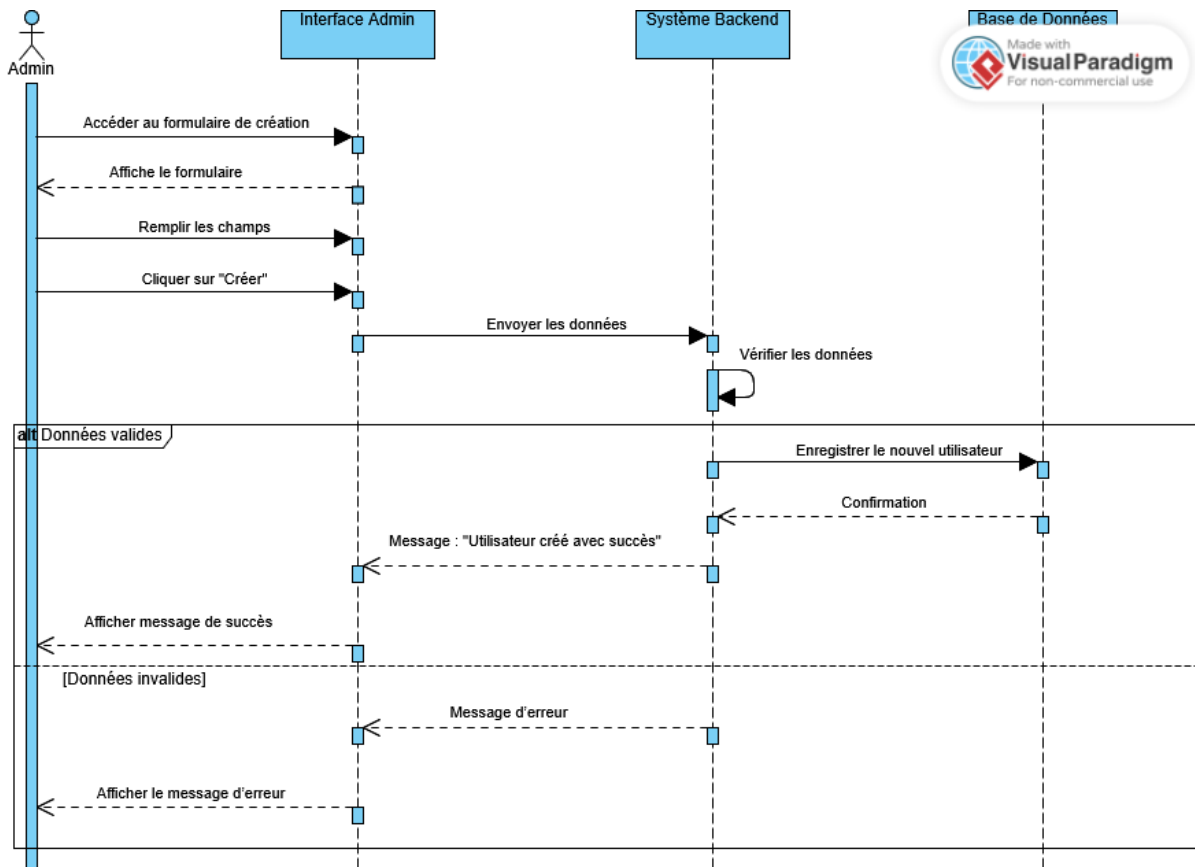 Interface Admin
Système Backend
Base de Données
Made with
Visual Paradigm
For non-commercial use
Admin
Accéder au formulaire de création
Affiche le formulaire
Remplir les champs
Cliquer sur "Créer"
Envoyer les données
Vérifier les données
alt Données valides
Enregistrer le nouvel utilisateur
Confirmation
Message : "Utilisateur créé avec succès"
Afficher message de succès
[Données invalides]
Message d'erreur
Afficher le message d'erreur